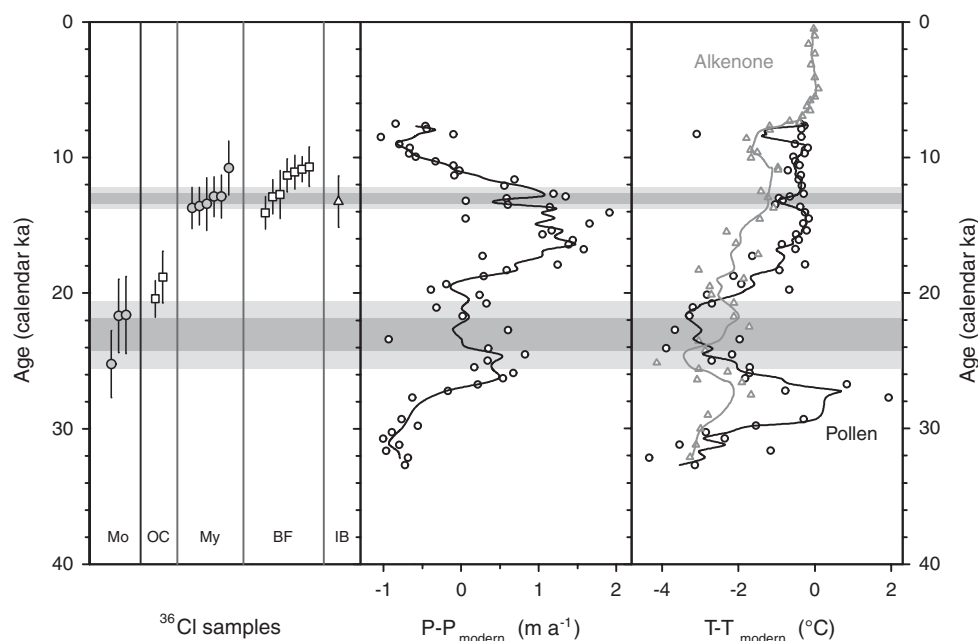 0
10
20
30
40
Age (calendar ka)
Mo OC My BF IB
³⁶Cl samples
-1 0 1 2
P-P_modern (m a⁻¹)
Alkenone
Pollen
-4 -2 0 2
T-T_modern (°C)
0
10
20
30
40
Age (calendar ka)